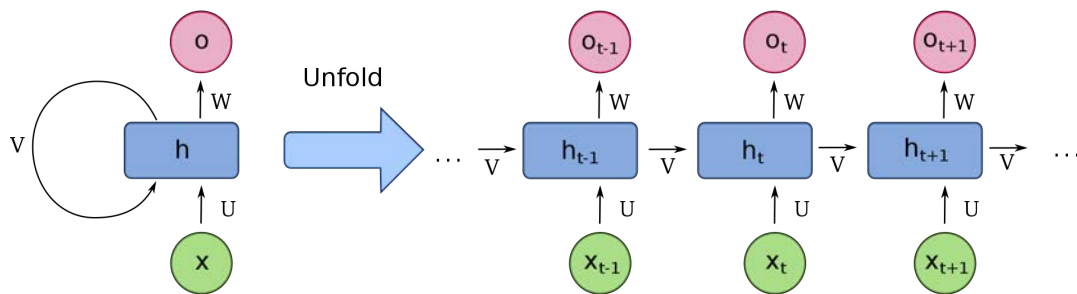 o o_{t-1} o_t o_{t+1}
Unfold
W W W W
V h ... V h_{t-1} V h_t V h_{t+1} V ...
U U U U
x x_{t-1} x_t x_{t+1}